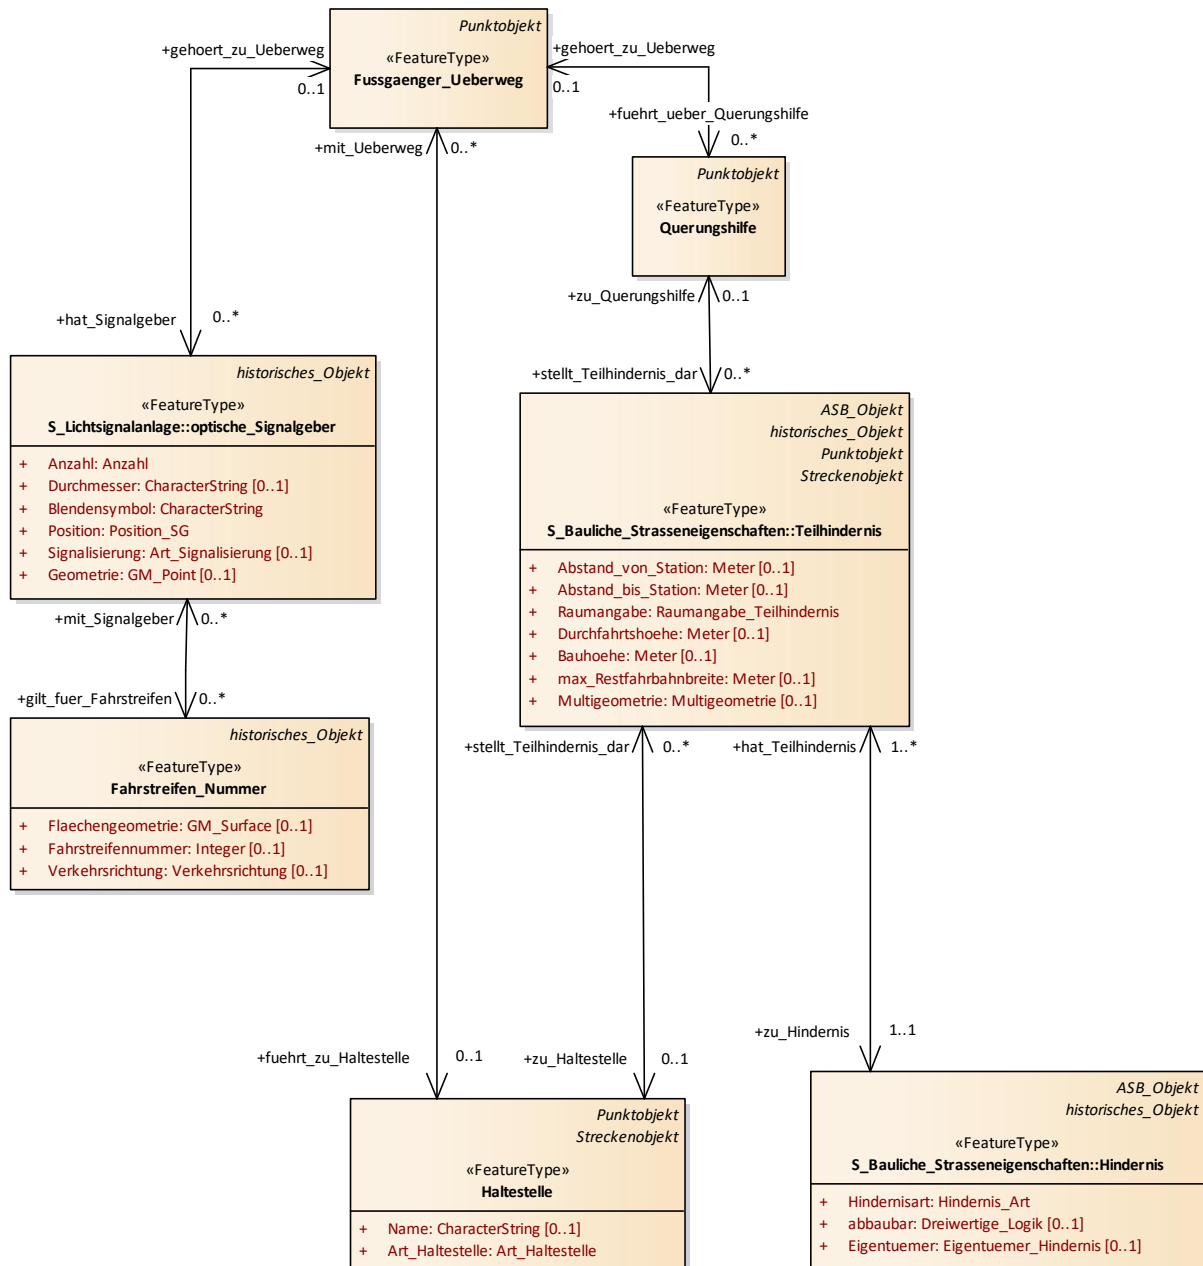 Punktobjekt
«FeatureType»
Fussgaenger_Ueberweg
+gehoert_zu_Ueberweg
0..1
+gehoert_zu_Ueberweg
0..1
+fuehrt_ueber_Querungshilfe
0..*
+mit_Ueberweg
0..*
Punktobjekt
«FeatureType»
Querungshilfe
+zu_Querungshilfe
0..1
+hat_Signalgeber
0..*
historisches_Objekt
«FeatureType»
S_Lichtsignalanlage::optische_Signalgeber
+ Anzahl: Anzahl
+ Durchmesser: CharacterString [0..1]
+ Blendensymbol: CharacterString
+ Position: Position_SG
+ Signalisierung: Art_Signalisierung [0..1]
+ Geometrie: GM_Point [0..1]
+stellt_Teilhindernis_dar
0..*
ASB_Objekt
historisches_Objekt
Punktobjekt
Streckenobjekt
«FeatureType»
S_Bauliche_Strasseneigenschaften::Teilhindernis
+ Abstand_von_Station: Meter [0..1]
+ Abstand_bis_Station: Meter [0..1]
+ Raumangabe: Raumangabe_Teilhindernis
+ Durchfahrtshoehe: Meter [0..1]
+ Bauhoehe: Meter [0..1]
+ max_Restfahrbahnbreite: Meter [0..1]
+ Multigeometrie: Multigeometrie [0..1]
+mit_Signalgeber
0..*
+gilt_fuer_Fahrstreifen
0..*
historisches_Objekt
«FeatureType»
Fahrstreifen_Nummer
+ Flaechengeometrie: GM_Surface [0..1]
+ Fahrstreifennummer: Integer [0..1]
+ Verkehrsrichtung: Verkehrsrichtung [0..1]
+stellt_Teilhindernis_dar
0..*
+hat_Teilhindernis
1..*
+fuehrt_zu_Haltestelle
0..1
+zu_Haltestelle
0..1
+zu_Hindernis
1..1
Punktobjekt
Streckenobjekt
«FeatureType»
Haltestelle
+ Name: CharacterString [0..1]
+ Art_Haltestelle: Art_Haltestelle
ASB_Objekt
historisches_Objekt
«FeatureType»
S_Bauliche_Strasseneigenschaften::Hindernis
+ Hindernisart: Hindernis_Art
+ abbaubar: Dreiwertige_Logik [0..1]
+ Eigentuemer: Eigentuemer_Hindernis [0..1]